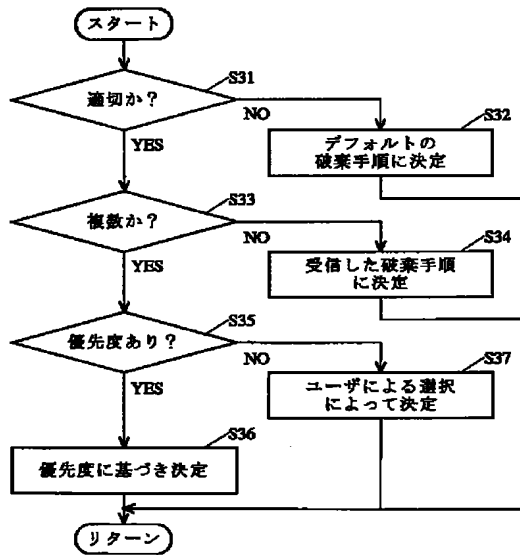 スタート
S31
適切か?
NO
YES
S32
デフォルトの
破棄手順に決定
S33
複数か?
NO
YES
S34
受信した破棄手順
に決定
S35
優先度あり?
NO
YES
S37
ユーザによる選択
によって決定
S36
優先度に基づき決定
リターン